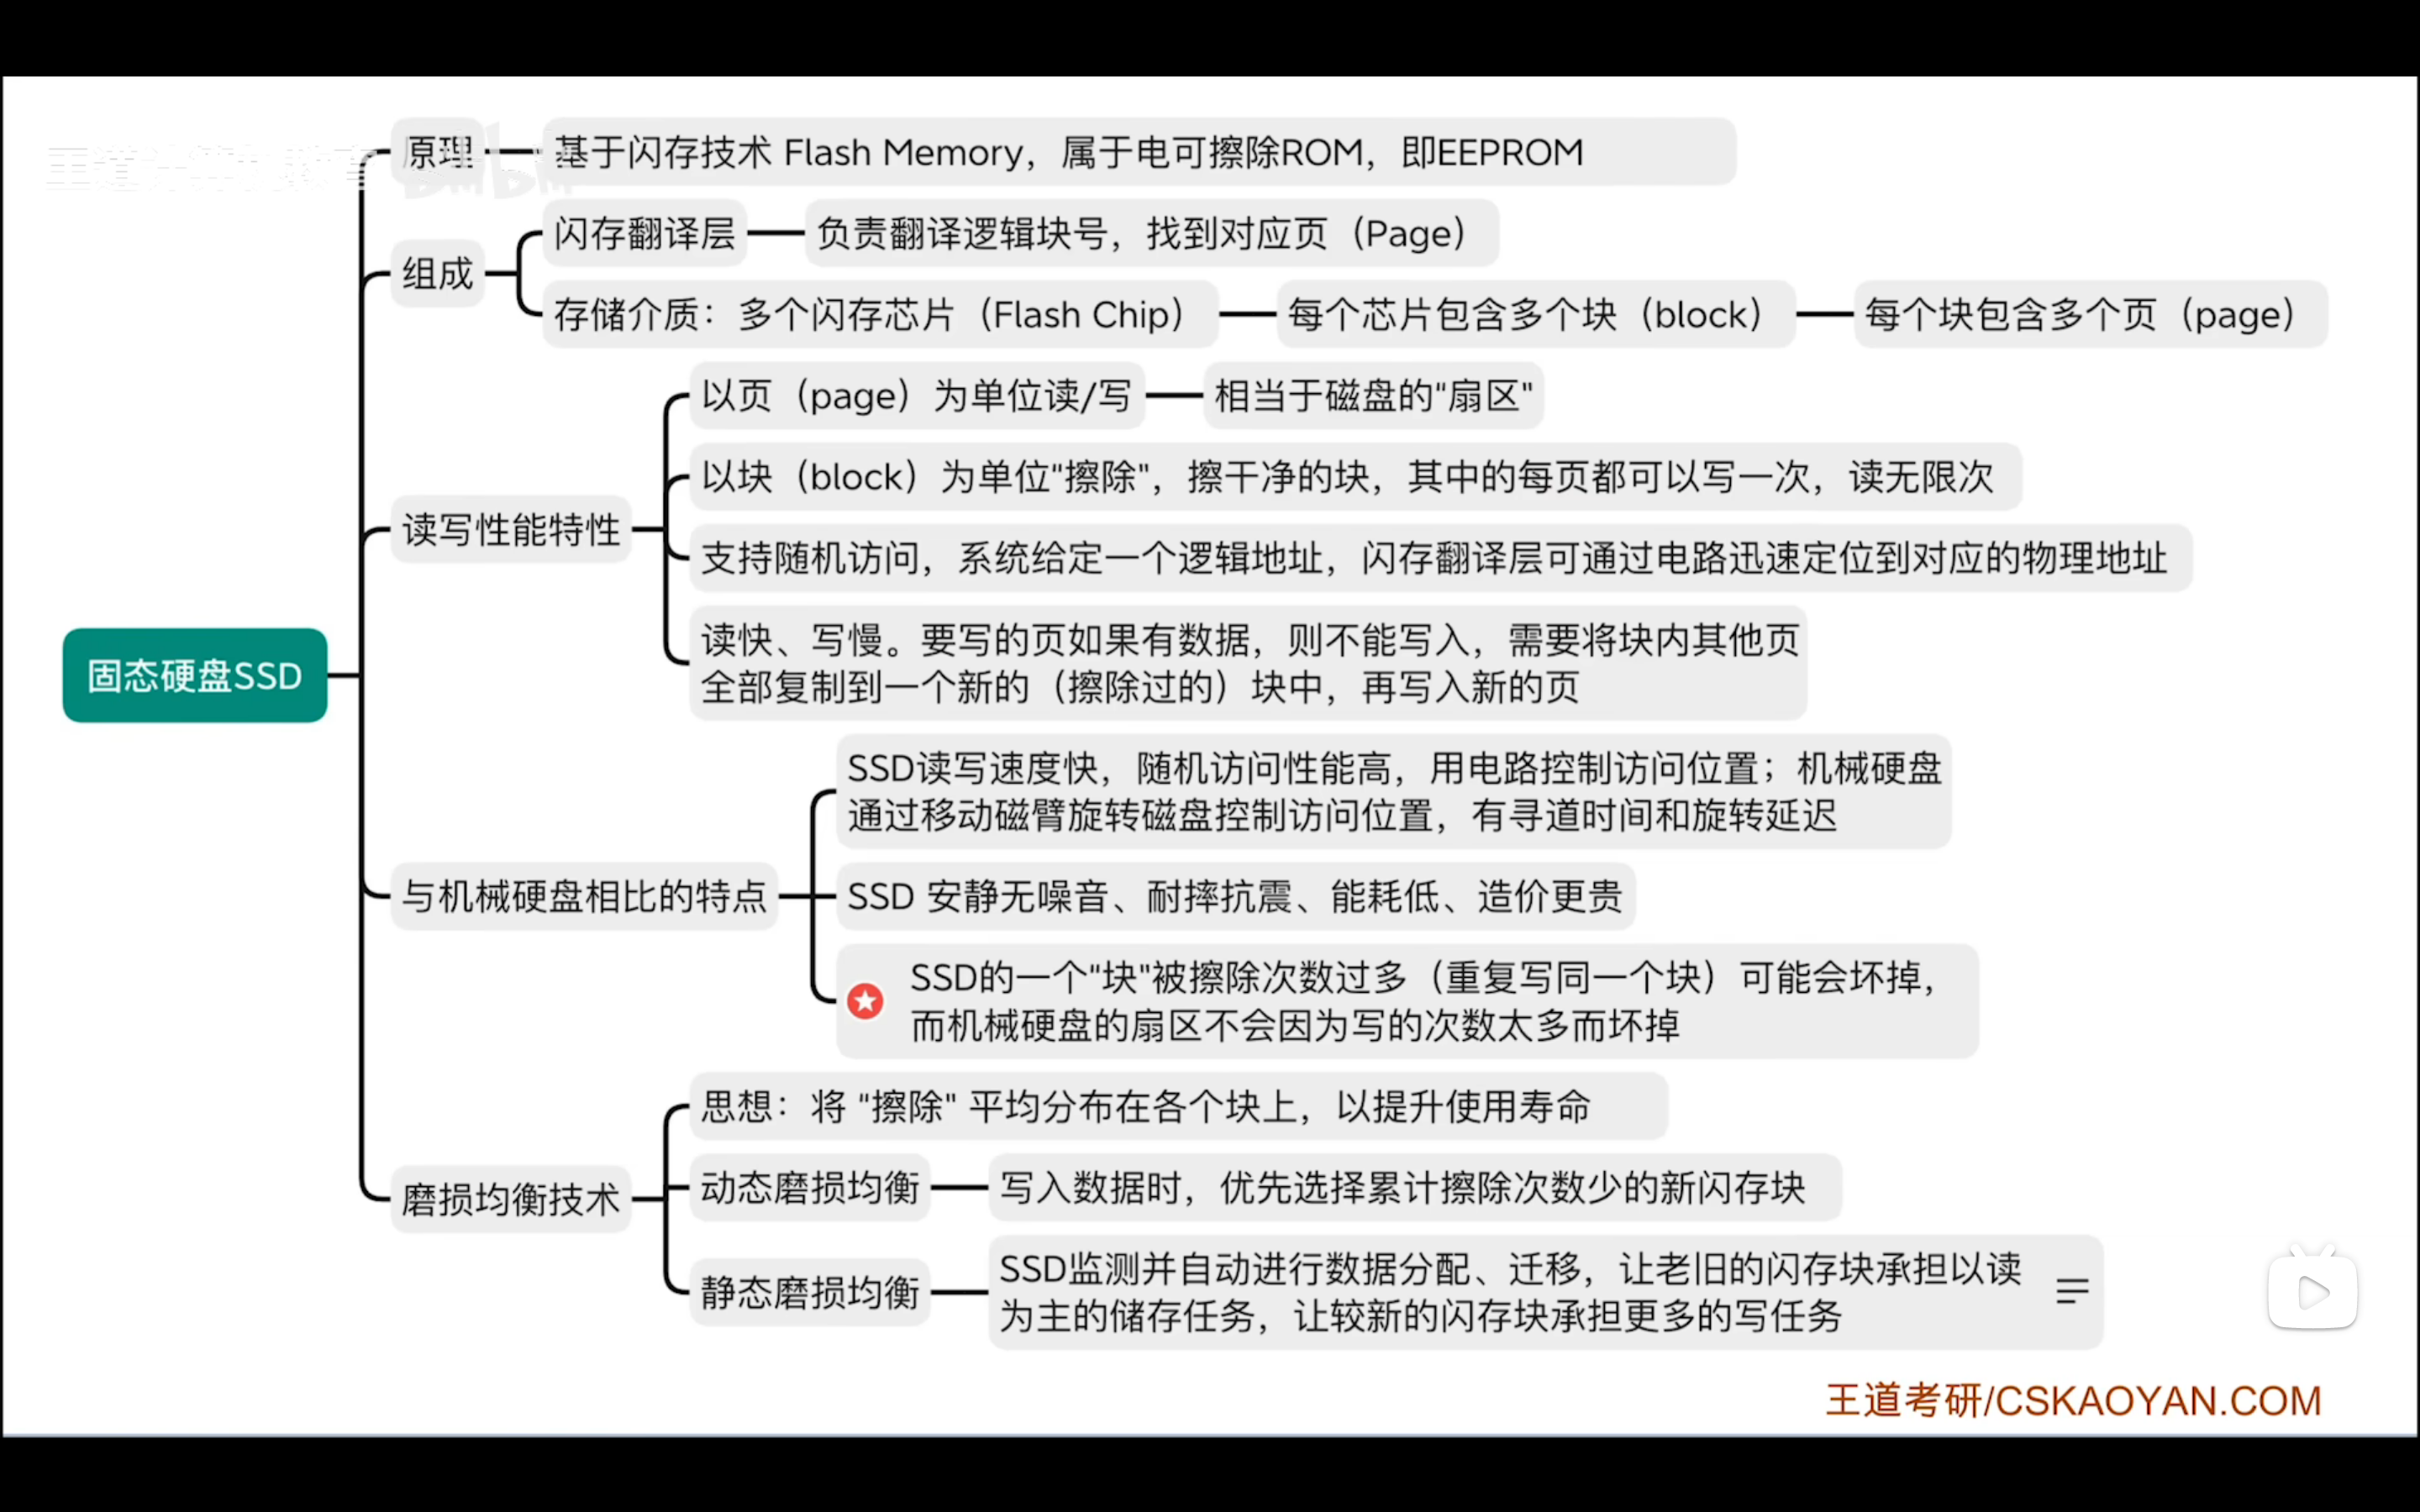 原理
基于闪存技术 Flash Memory，属于电可擦除ROM，即EEPROM
组成
闪存翻译层
负责翻译逻辑块号，找到对应页（Page）
存储介质：多个闪存芯片（Flash Chip）
每个芯片包含多个块（block）
每个块包含多个页（page）
读写性能特性
以页（page）为单位读/写
相当于磁盘的"扇区"
以块（block）为单位"擦除"，擦干净的块，其中的每页都可以写一次，读无限次
支持随机访问，系统给定一个逻辑地址，闪存翻译层可通过电路迅速定位到对应的物理地址
读快、写慢。要写的页如果有数据，则不能写入，需要将块内其他页
全部复制到一个新的（擦除过的）块中，再写入新的页
固态硬盘SSD
与机械硬盘相比的特点
SSD读写速度快，随机访问性能高，用电路控制访问位置；机械硬盘
通过移动磁臂旋转磁盘控制访问位置，有寻道时间和旋转延迟
SSD 安静无噪音、耐摔抗震、能耗低、造价更贵
SSD的一个"块"被擦除次数过多（重复写同一个块）可能会坏掉，
而机械硬盘的扇区不会因为写的次数太多而坏掉
磨损均衡技术
思想：将 "擦除" 平均分布在各个块上，以提升使用寿命
动态磨损均衡
写入数据时，优先选择累计擦除次数少的新闪存块
静态磨损均衡
SSD监测并自动进行数据分配、迁移，让老旧的闪存块承担以读
为主的储存任务，让较新的闪存块承担更多的写任务
王道考研/CSKAOYAN.COM